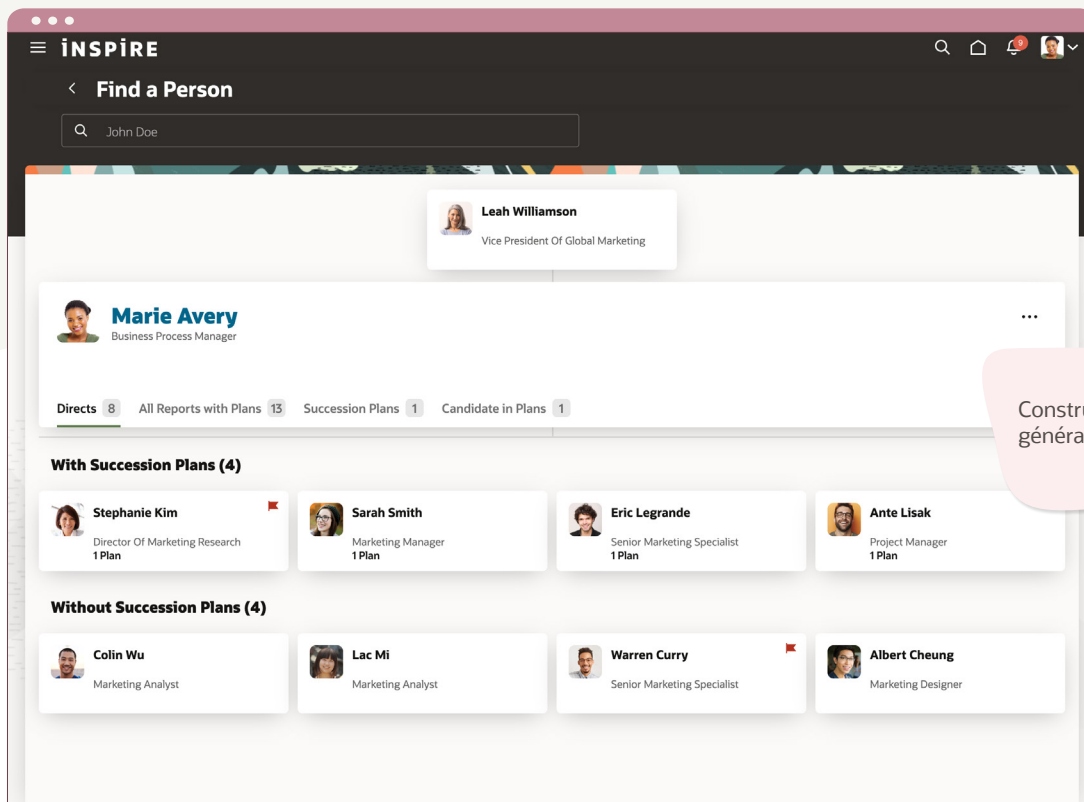 iNSPiRE
9
Find a Person
John Doe
Leah Williamson
Vice President Of Global Marketing
Marie Avery
Business Process Manager
...
Directs 8 All Reports with Plans 13 Succession Plans 1 Candidate in Plans 1
With Succession Plans (4)
Stephanie Kim
Director Of Marketing Research
1 Plan
Sarah Smith
Marketing Manager
1 Plan
Eric Legrande
Senior Marketing Specialist
1 Plan
Ante Lisak
Project Manager
1 Plan
Without Succession Plans (4)
Colin Wu
Marketing Analyst
Lac Mi
Marketing Analyst
Warren Curry
Senior Marketing Specialist
Albert Cheung
Marketing Designer